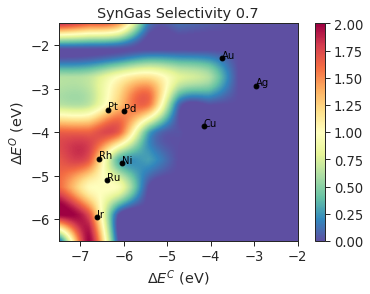 SynGas Selectivity 0.7
ΔE^O (eV)
−2
−3
−4
−5
−6
Au
Ag
Pt
Pd
Cu
Rh
Ni
Ru
Ir
−7
−6
−5
−4
−3
−2
ΔE^C (eV)
2.00
1.75
1.50
1.25
1.00
0.75
0.50
0.25
0.00